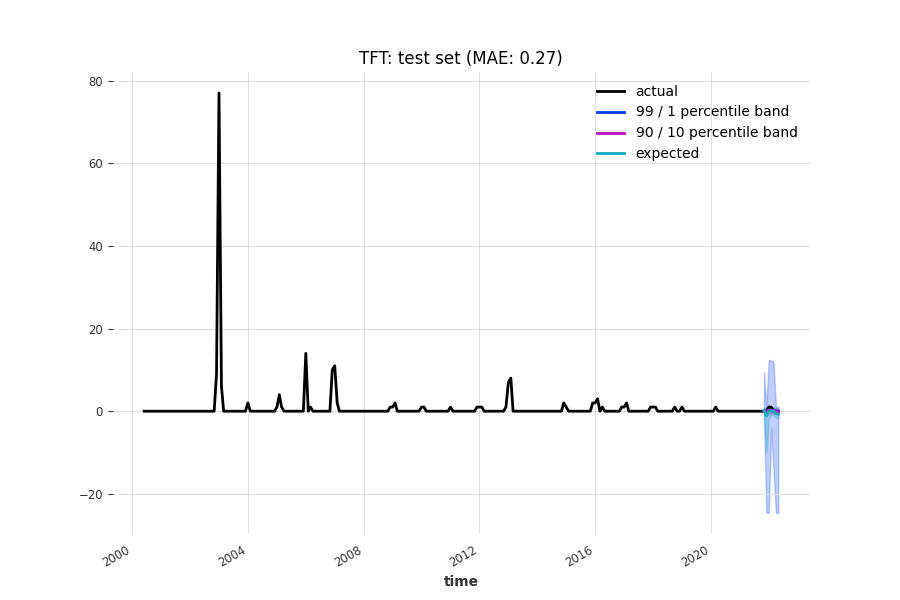 TFT: test set (MAE: 0.27)
actual
99 / 1 percentile band
90 / 10 percentile band
expected
80
60
40
20
0
−20
2000
2004
2008
2012
2016
2020
time